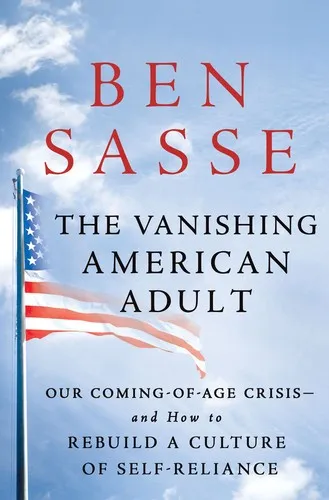 BEN
SASSE
THE VANISHING
AMERICAN
ADULT
OUR COMING-OF-AGE CRISIS—
and How to
REBUILD A CULTURE
OF SELF-RELIANCE